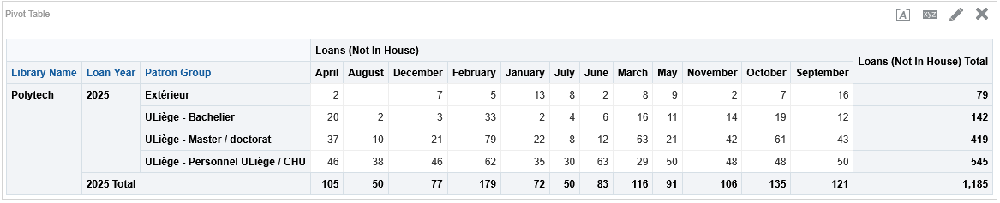 Pivot Table
[A] xyz
Loans (Not In House) Loans (Not In House) Total
Library Name Loan Year Patron Group April August December February January July June March May November October September
Polytech 2025 Extérieur 2 7 5 13 8 2 8 9 2 7 16 79
ULiège - Bachelier 20 2 3 33 2 4 6 16 11 14 19 12 142
ULiège - Master / doctorat 37 10 21 79 22 8 12 63 21 42 61 43 419
ULiège - Personnel ULiège / CHU 46 38 46 62 35 30 63 29 50 48 48 50 545
2025 Total 105 50 77 179 72 50 83 116 91 106 135 121 1,185